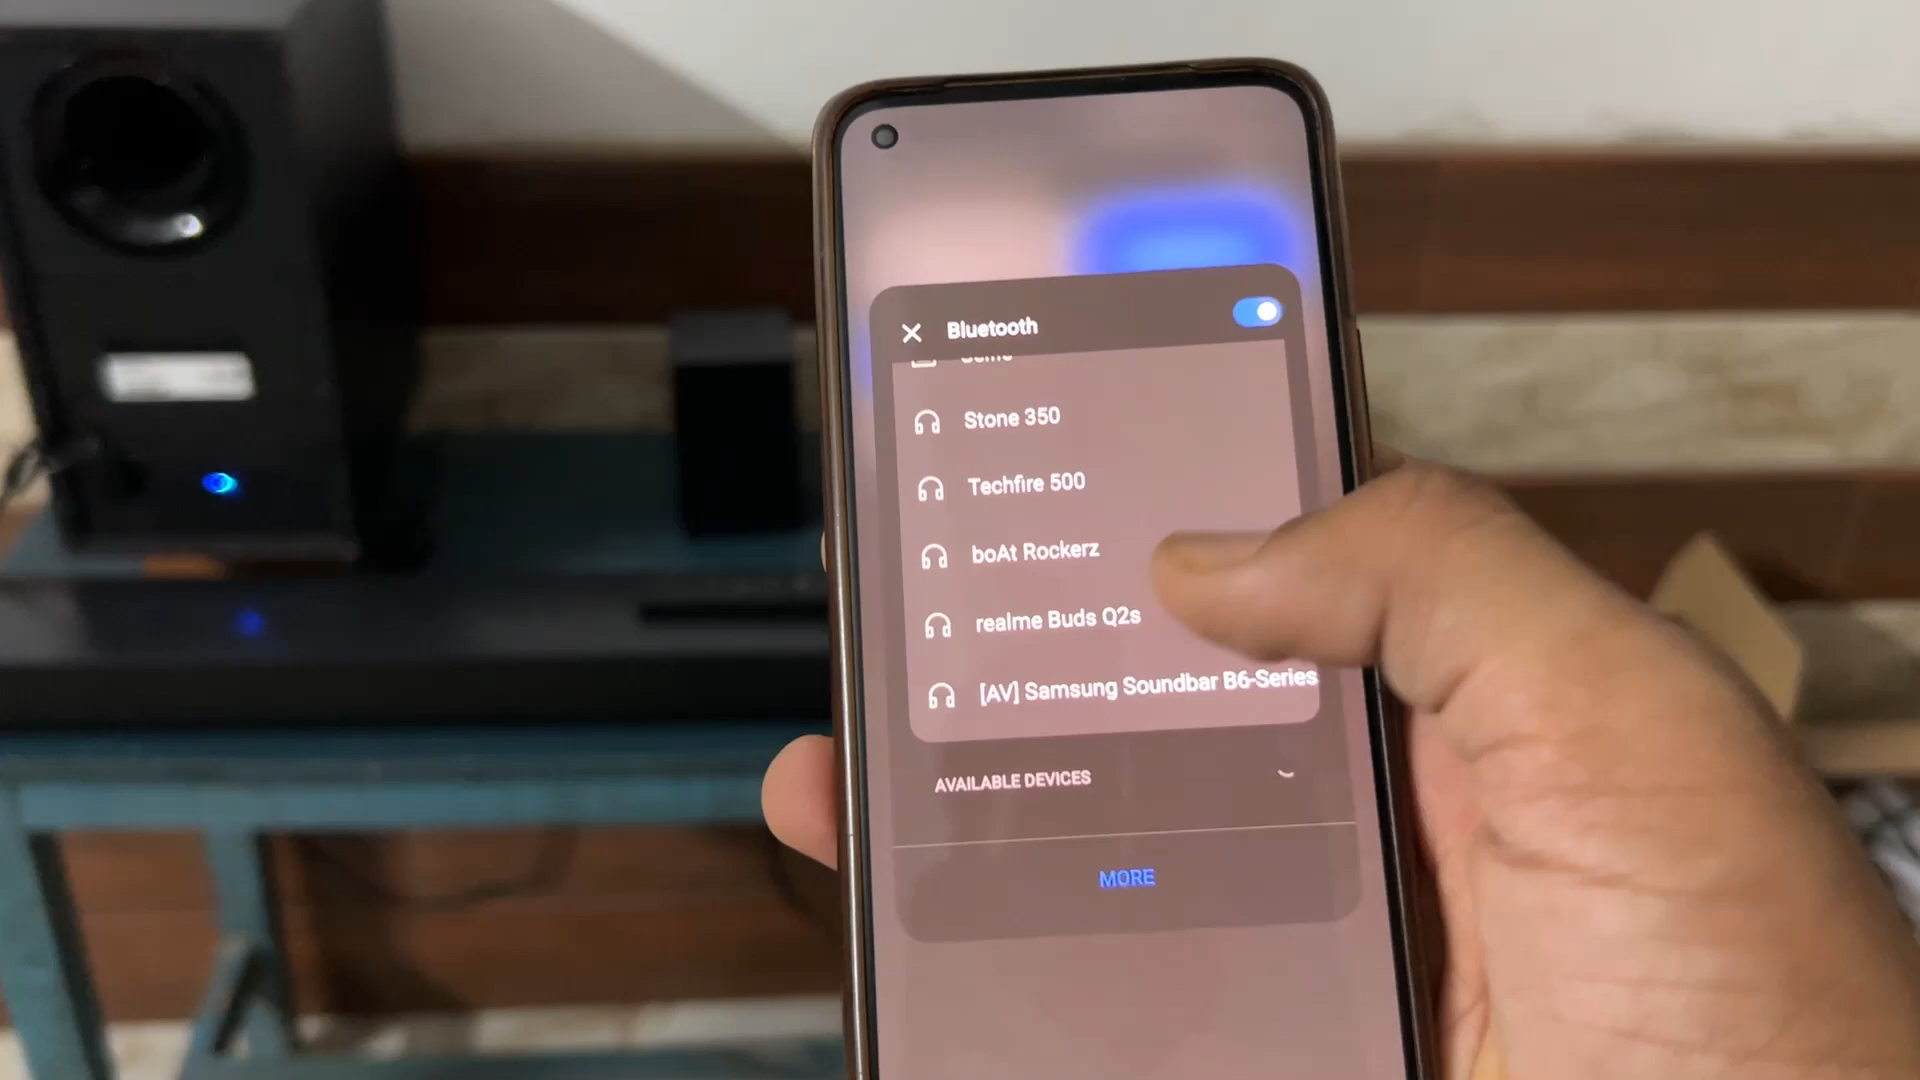 Bluetooth
Stone 350
Techfire 500
boAt Rockerz
realme Buds Q2s
[AV] Samsung Soundbar B6-Series
AVAILABLE DEVICES
MORE